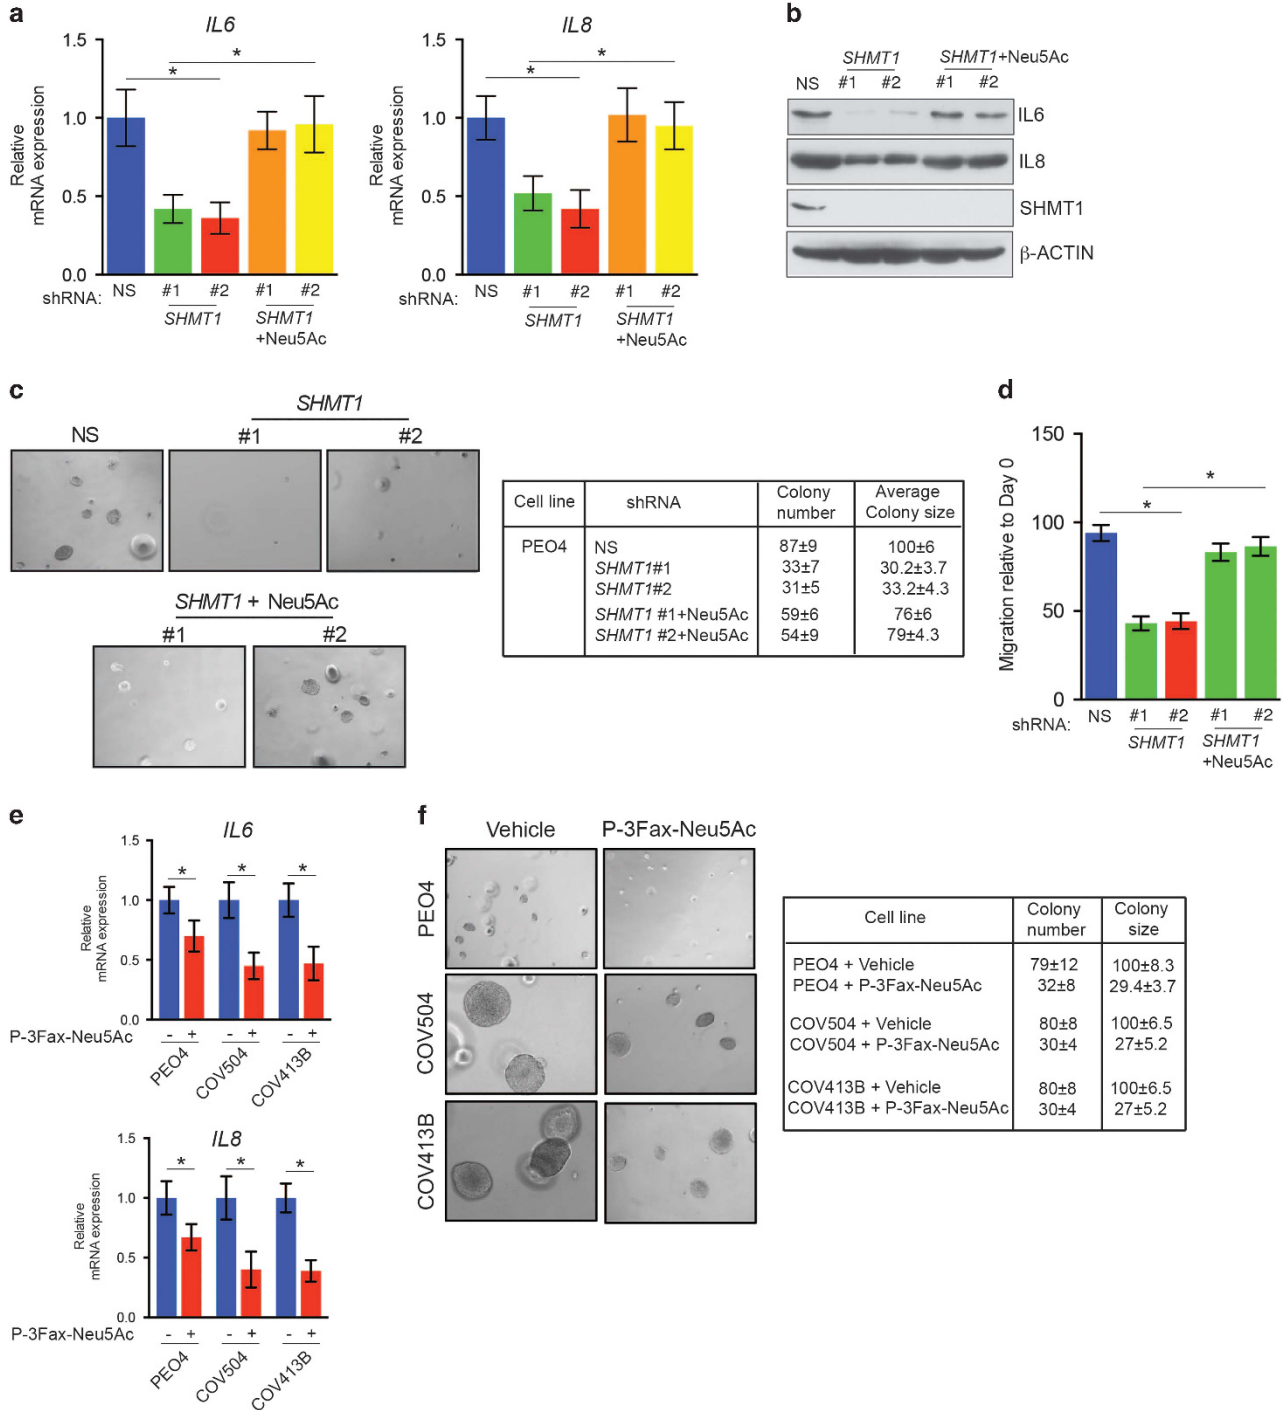 a
IL6
1.5
1.0
0.5
0.0
Relative
mRNA expression
*
*
shRNA:
NS #1 #2 #1 #2
SHMT1 SHMT1
+Neu5Ac
IL8
1.5
1.0
0.5
0.0
Relative
mRNA expression
*
*
shRNA:
NS #1 #2 #1 #2
SHMT1 SHMT1
+Neu5Ac
b
SHMT1 SHMT1+Neu5Ac
NS #1 #2 #1 #2
IL6
IL8
SHMT1
β-ACTIN
c
SHMT1
NS #1 #2
SHMT1 + Neu5Ac
#1 #2
Cell line shRNA Colony number Average Colony size
PEO4 NS 87±9 100±6
SHMT1#1 33±7 30.2±3.7
SHMT1#2 31±5 33.2±4.3
SHMT1 #1+Neu5Ac 59±6 76±6
SHMT1 #2+Neu5Ac 54±9 79±4.3
d
150
100
50
0
Migration relative to Day 0
*
*
shRNA:
NS #1 #2 #1 #2
SHMT1 SHMT1
+Neu5Ac
e
IL6
1.5
1.0
0.5
0.0
Relative
mRNA expression
* * *
P-3Fax-Neu5Ac - + - + - +
PEO4 COV504 COV413B
IL8
1.5
1.0
0.5
0.0
Relative
mRNA expression
* * *
P-3Fax-Neu5Ac - + - + - +
PEO4 COV504 COV413B
f
Vehicle P-3Fax-Neu5Ac
PEO4
COV504
COV413B
Cell line Colony number Colony size
PEO4 + Vehicle 79±12 100±8.3
PEO4 + P-3Fax-Neu5Ac 32±8 29.4±3.7
COV504 + Vehicle 80±8 100±6.5
COV504 + P-3Fax-Neu5Ac 30±4 27±5.2
COV413B + Vehicle 80±8 100±6.5
COV413B + P-3Fax-Neu5Ac 30±4 27±5.2